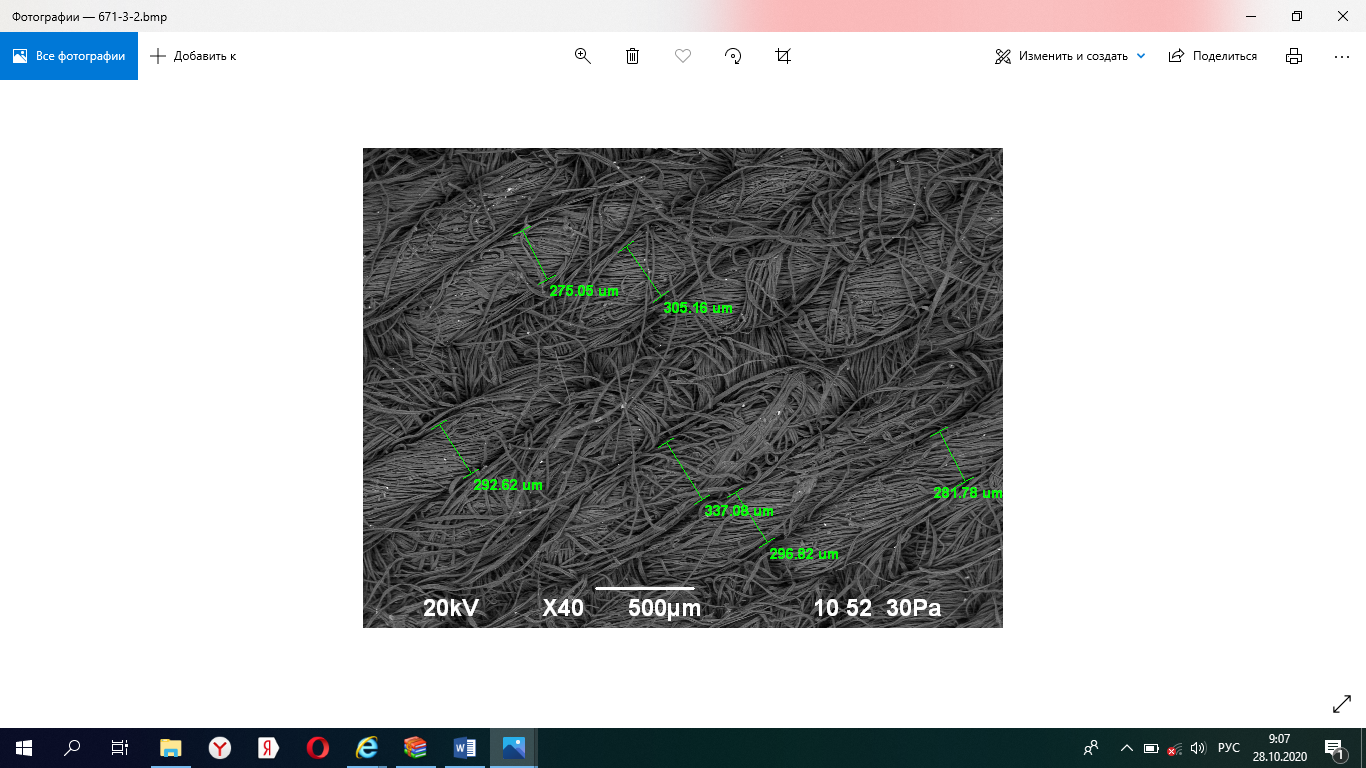 Фотографии — 671-3-2.bmp
Все фотографии
Добавить к
Изменить и создать
Поделиться
275.05 um
305.16 um
292.62 um
337.08 um
281.78 um
296.92 um
20kV X40 500µm 10 52 30Pa
РУС
9:07
28.10.2020
1